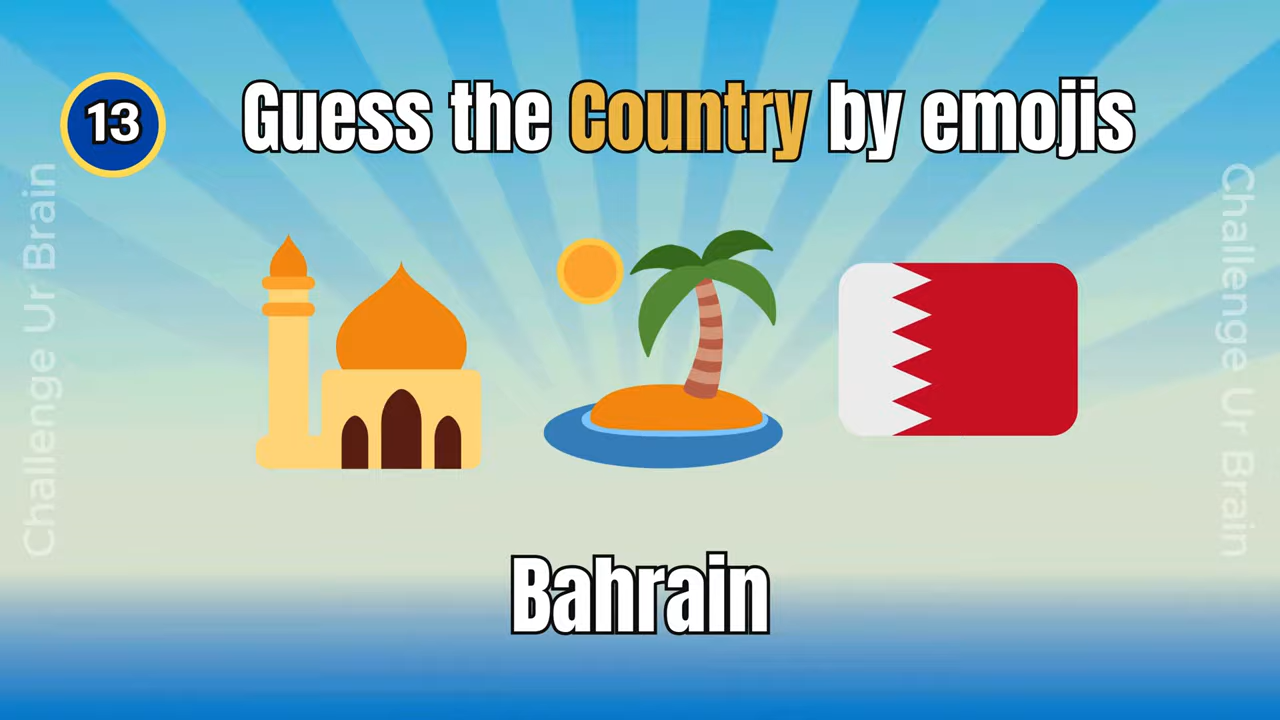 13
Guess the Country by emojis
Challenge Ur Brain
Challenge Ur Brain
Bahrain